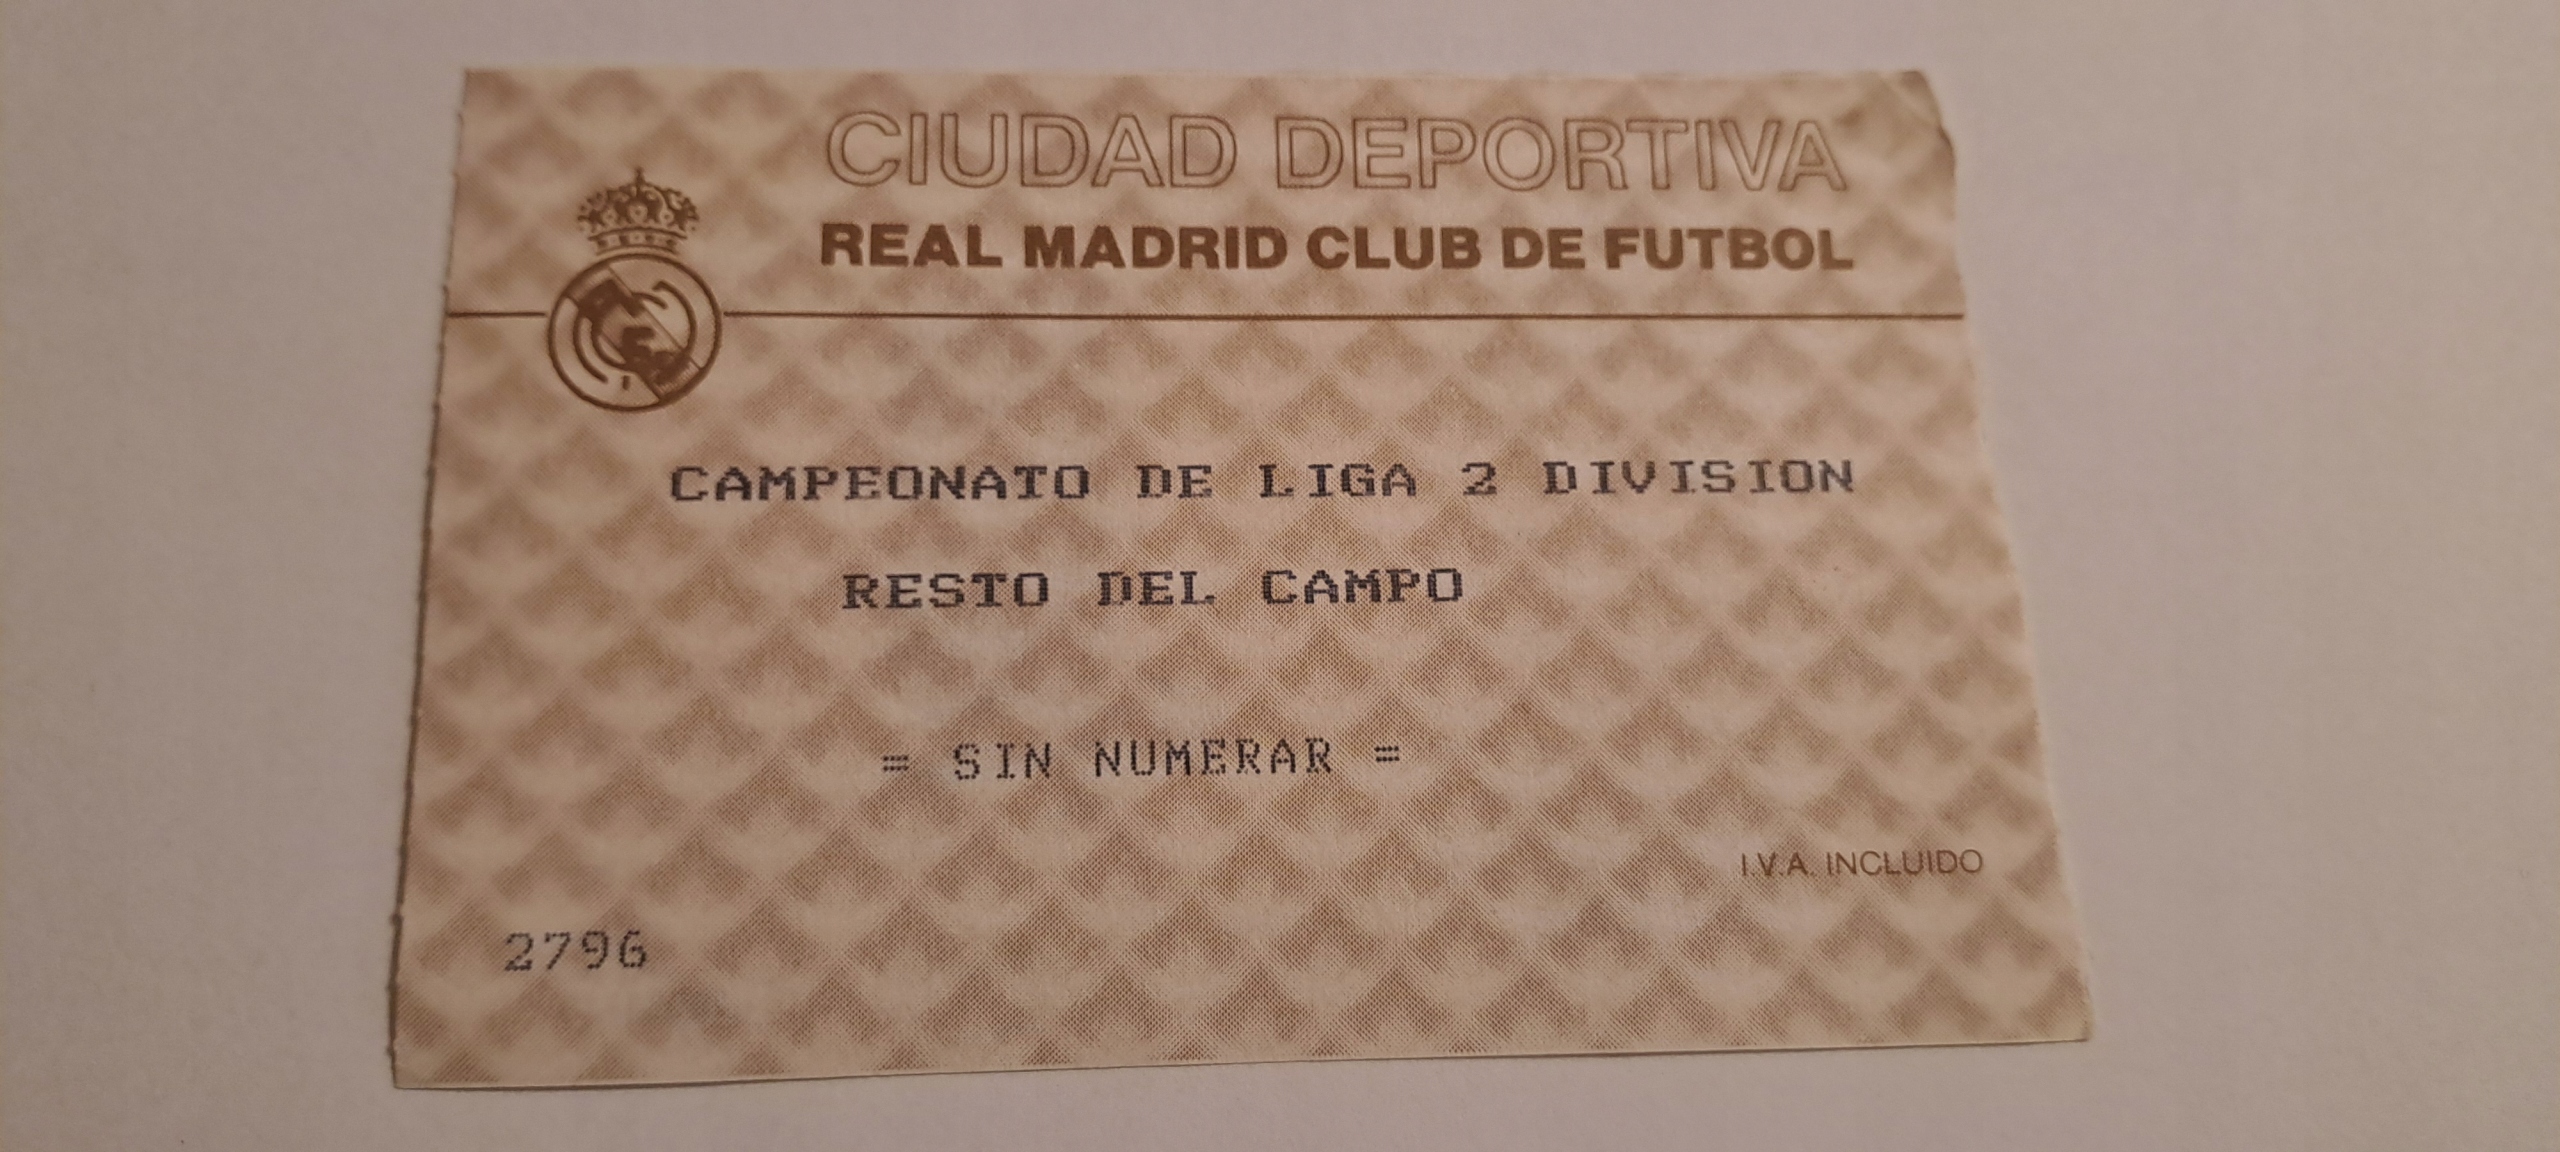 CIUDAD DEPORTIVA
REAL MADRID CLUB DE FUTBOL
CAMPEONATO DE LIGA 2 DIVISION
RESTO DEL CAMPO
= SIN NUMERAR =
I.V.A. INCLUIDO
2796